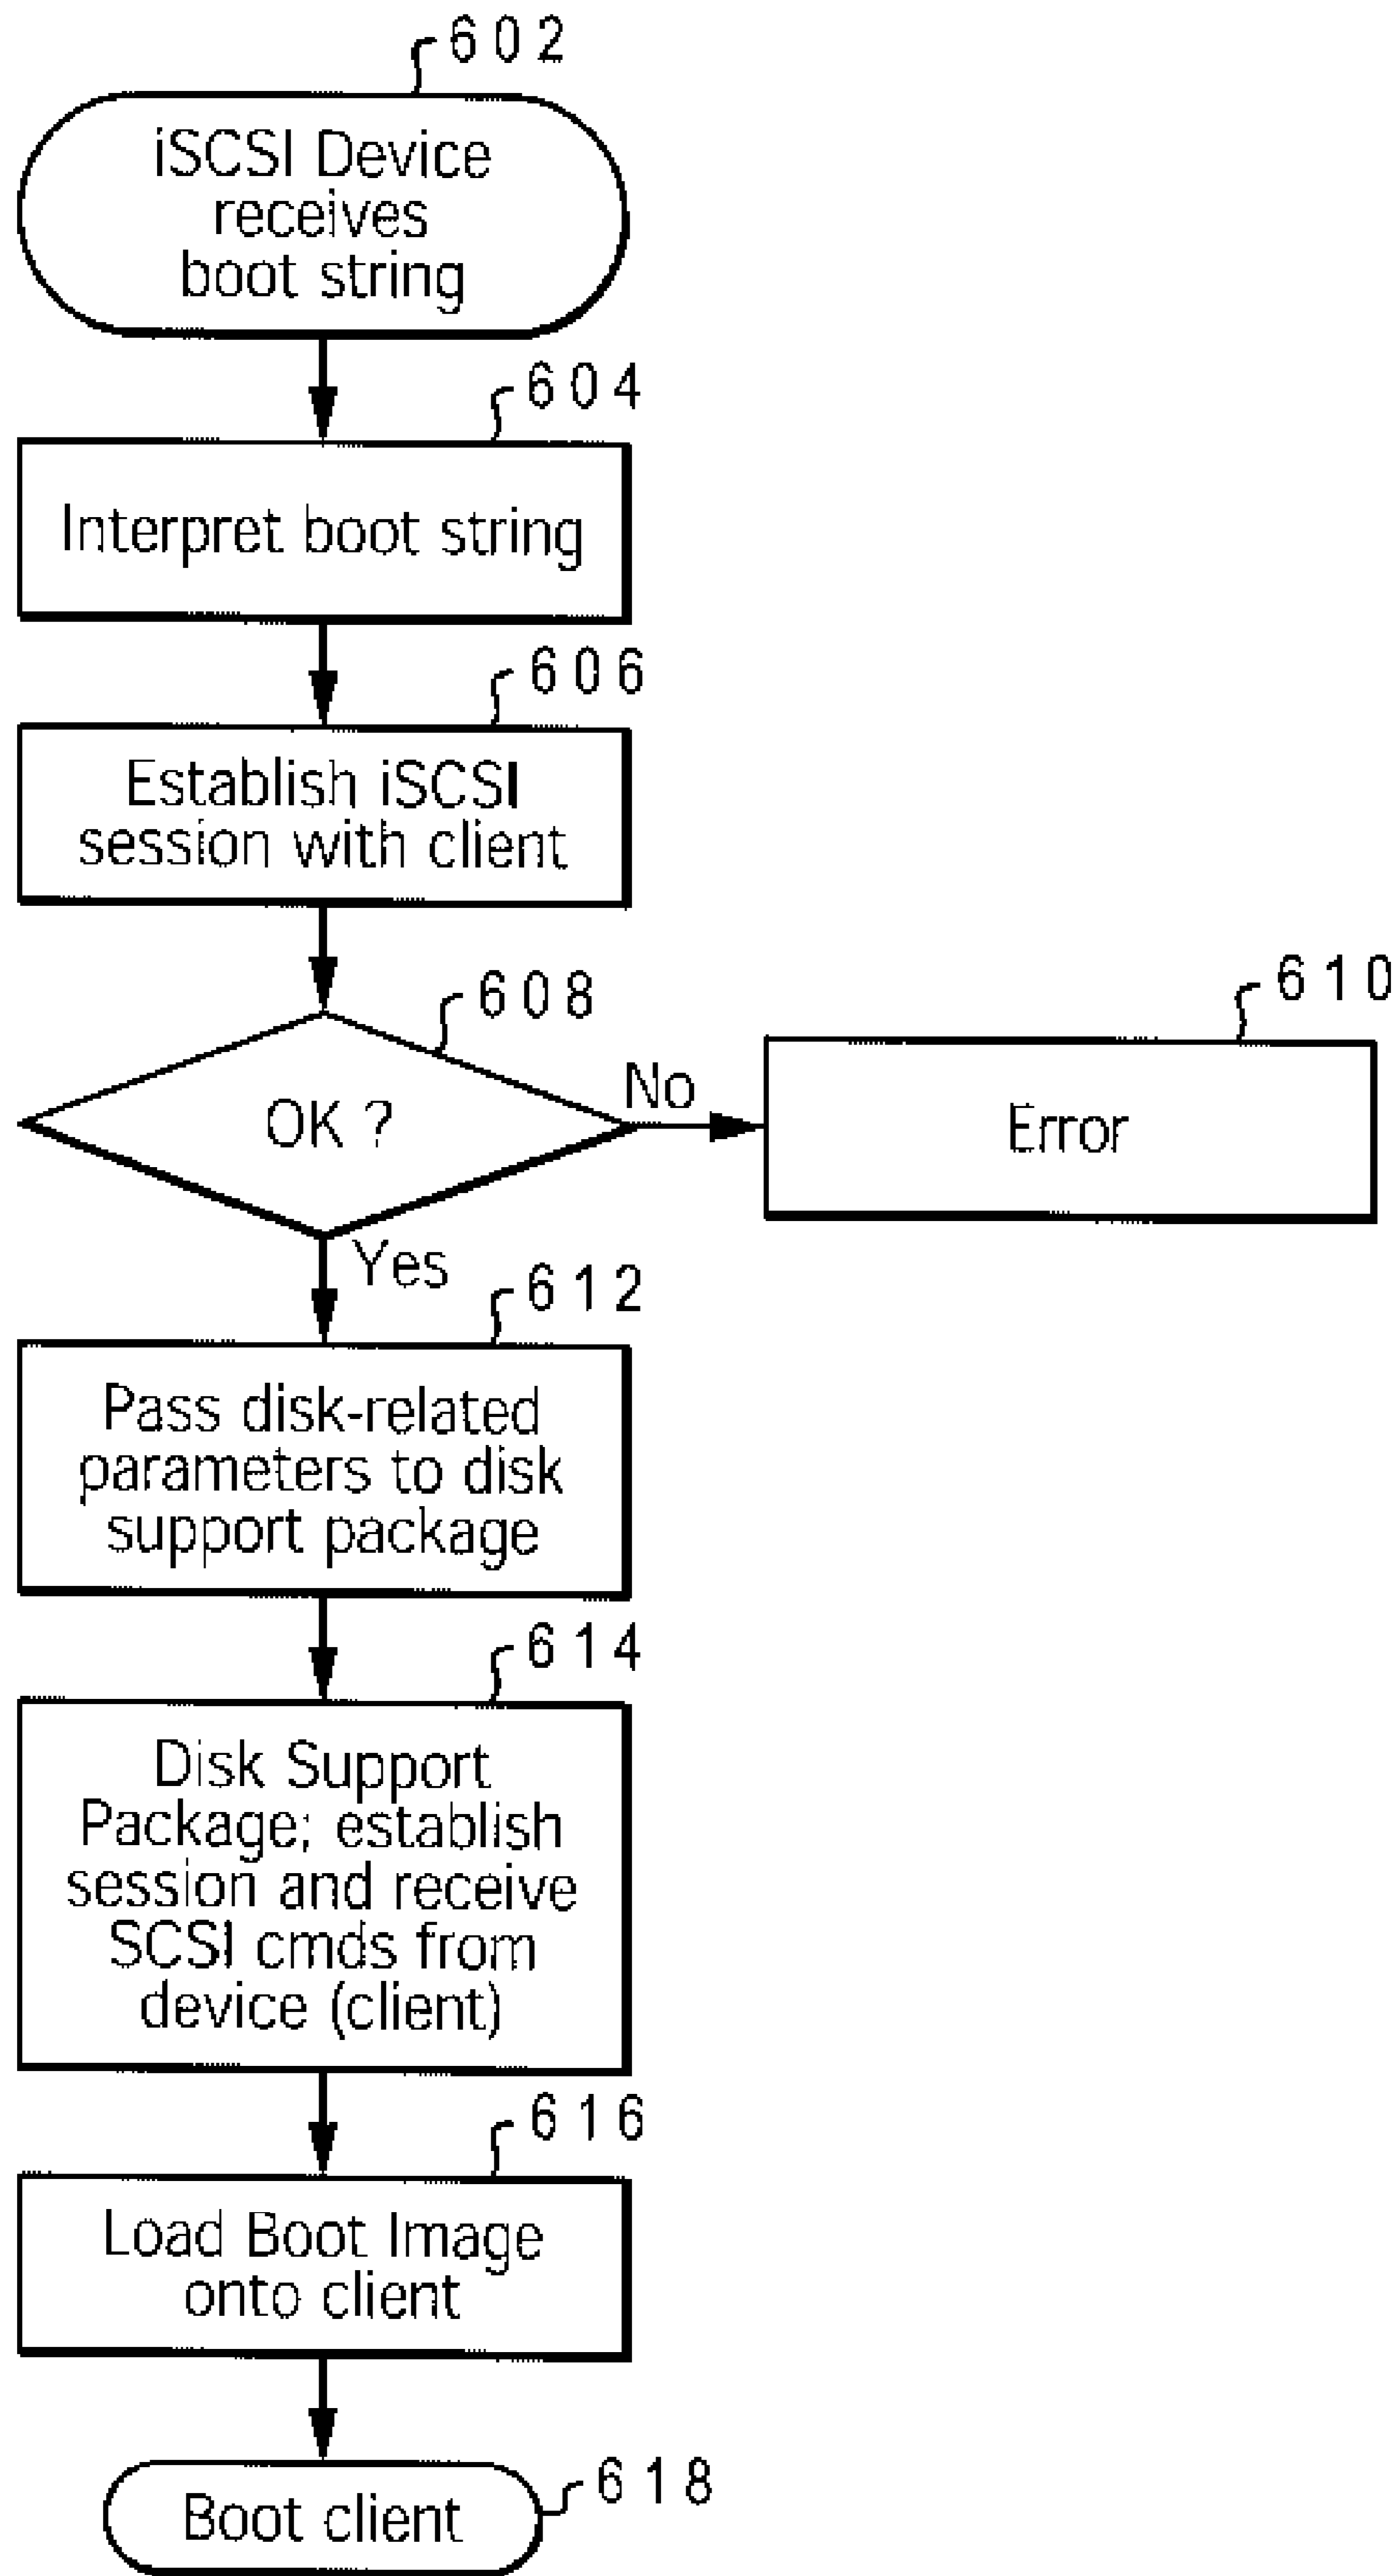 602
iSCSI Device
receives
boot string
604
Interpret boot string
606
Establish iSCSI
session with client
608
OK ?
No
610
Error
Yes
612
Pass disk-related
parameters to disk
support package
614
Disk Support
Package; establish
session and receive
SCSI cmds from
device (client)
616
Load Boot Image
onto client
618
Boot client